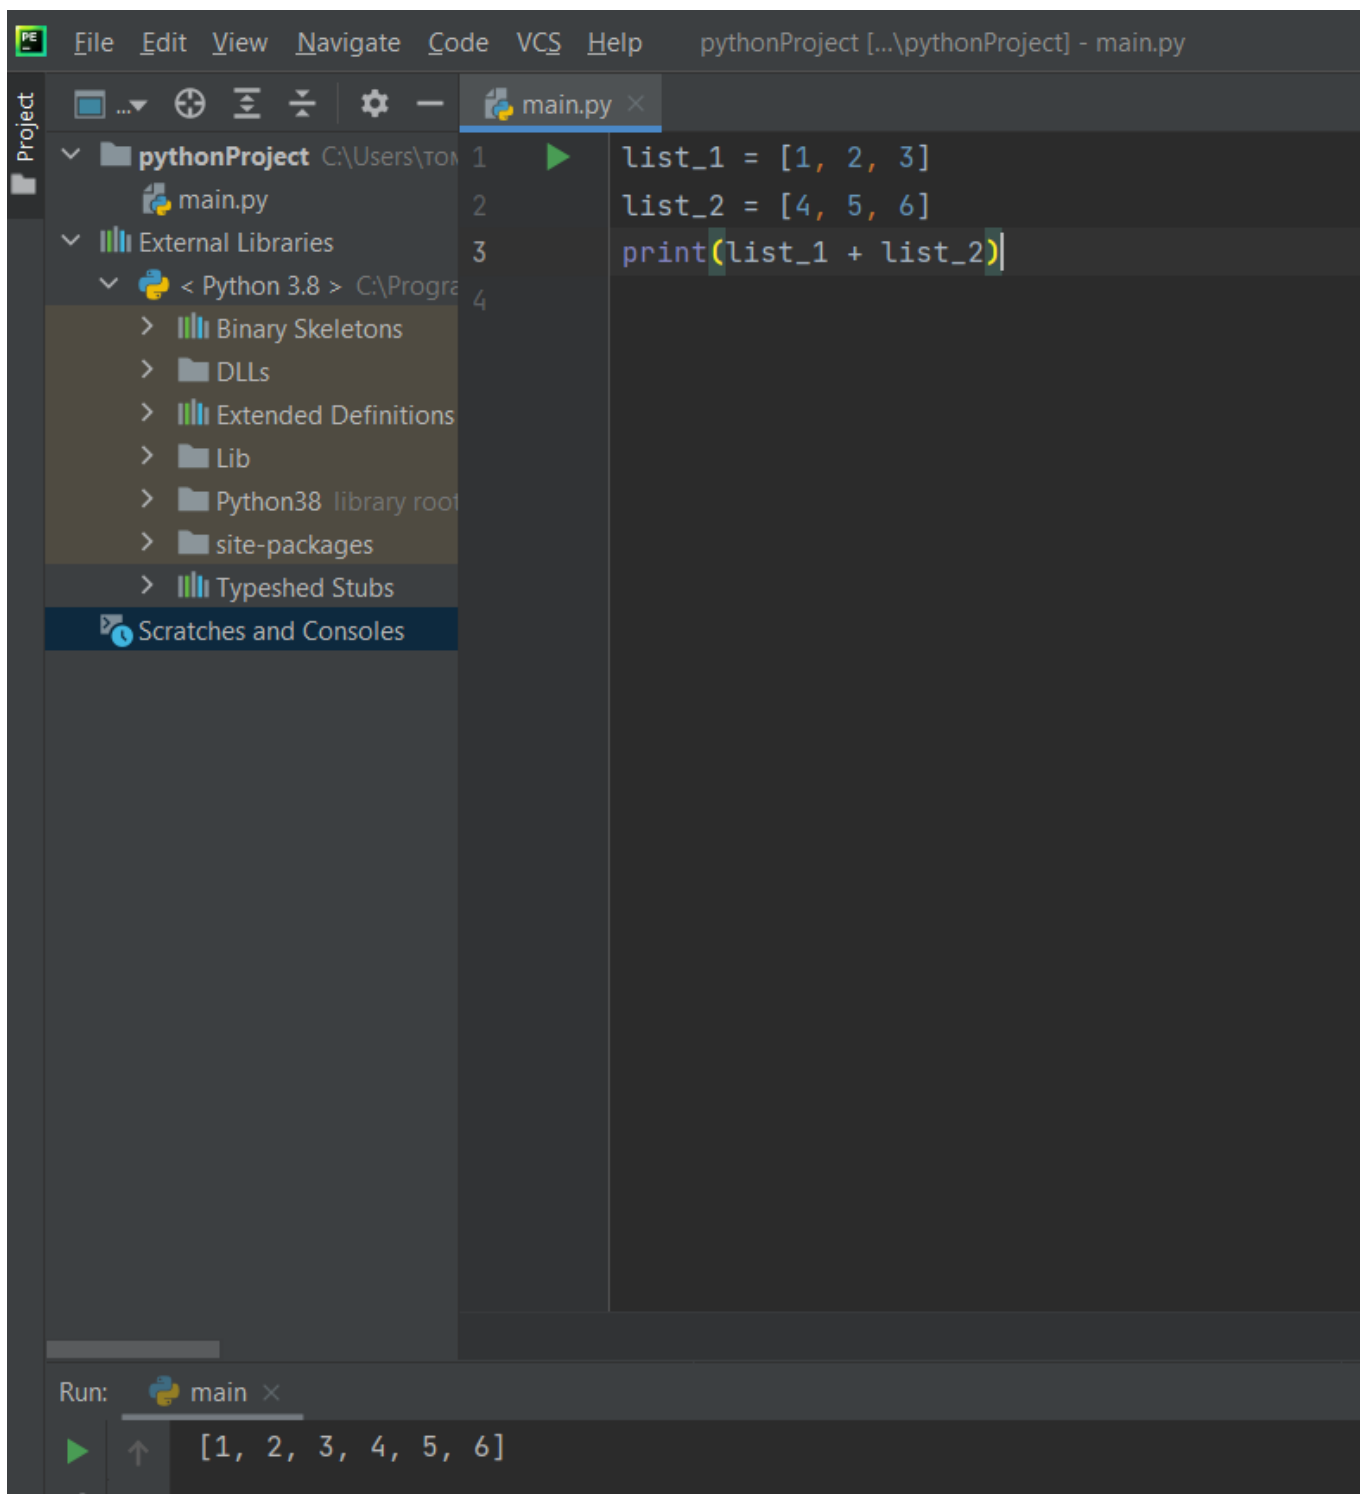 PE File Edit View Navigate Code VCS Help pythonProject [...\pythonProject] - main.py
Project
... main.py
pythonProject C:\Users\том
main.py
External Libraries
< Python 3.8 > C:\Progra
Binary Skeletons
DLLs
Extended Definitions
Lib
Python38 library root
site-packages
Typeshed Stubs
Scratches and Consoles
1 list_1 = [1, 2, 3]
2 list_2 = [4, 5, 6]
3 print(list_1 + list_2)
4
Run: main
[1, 2, 3, 4, 5, 6]